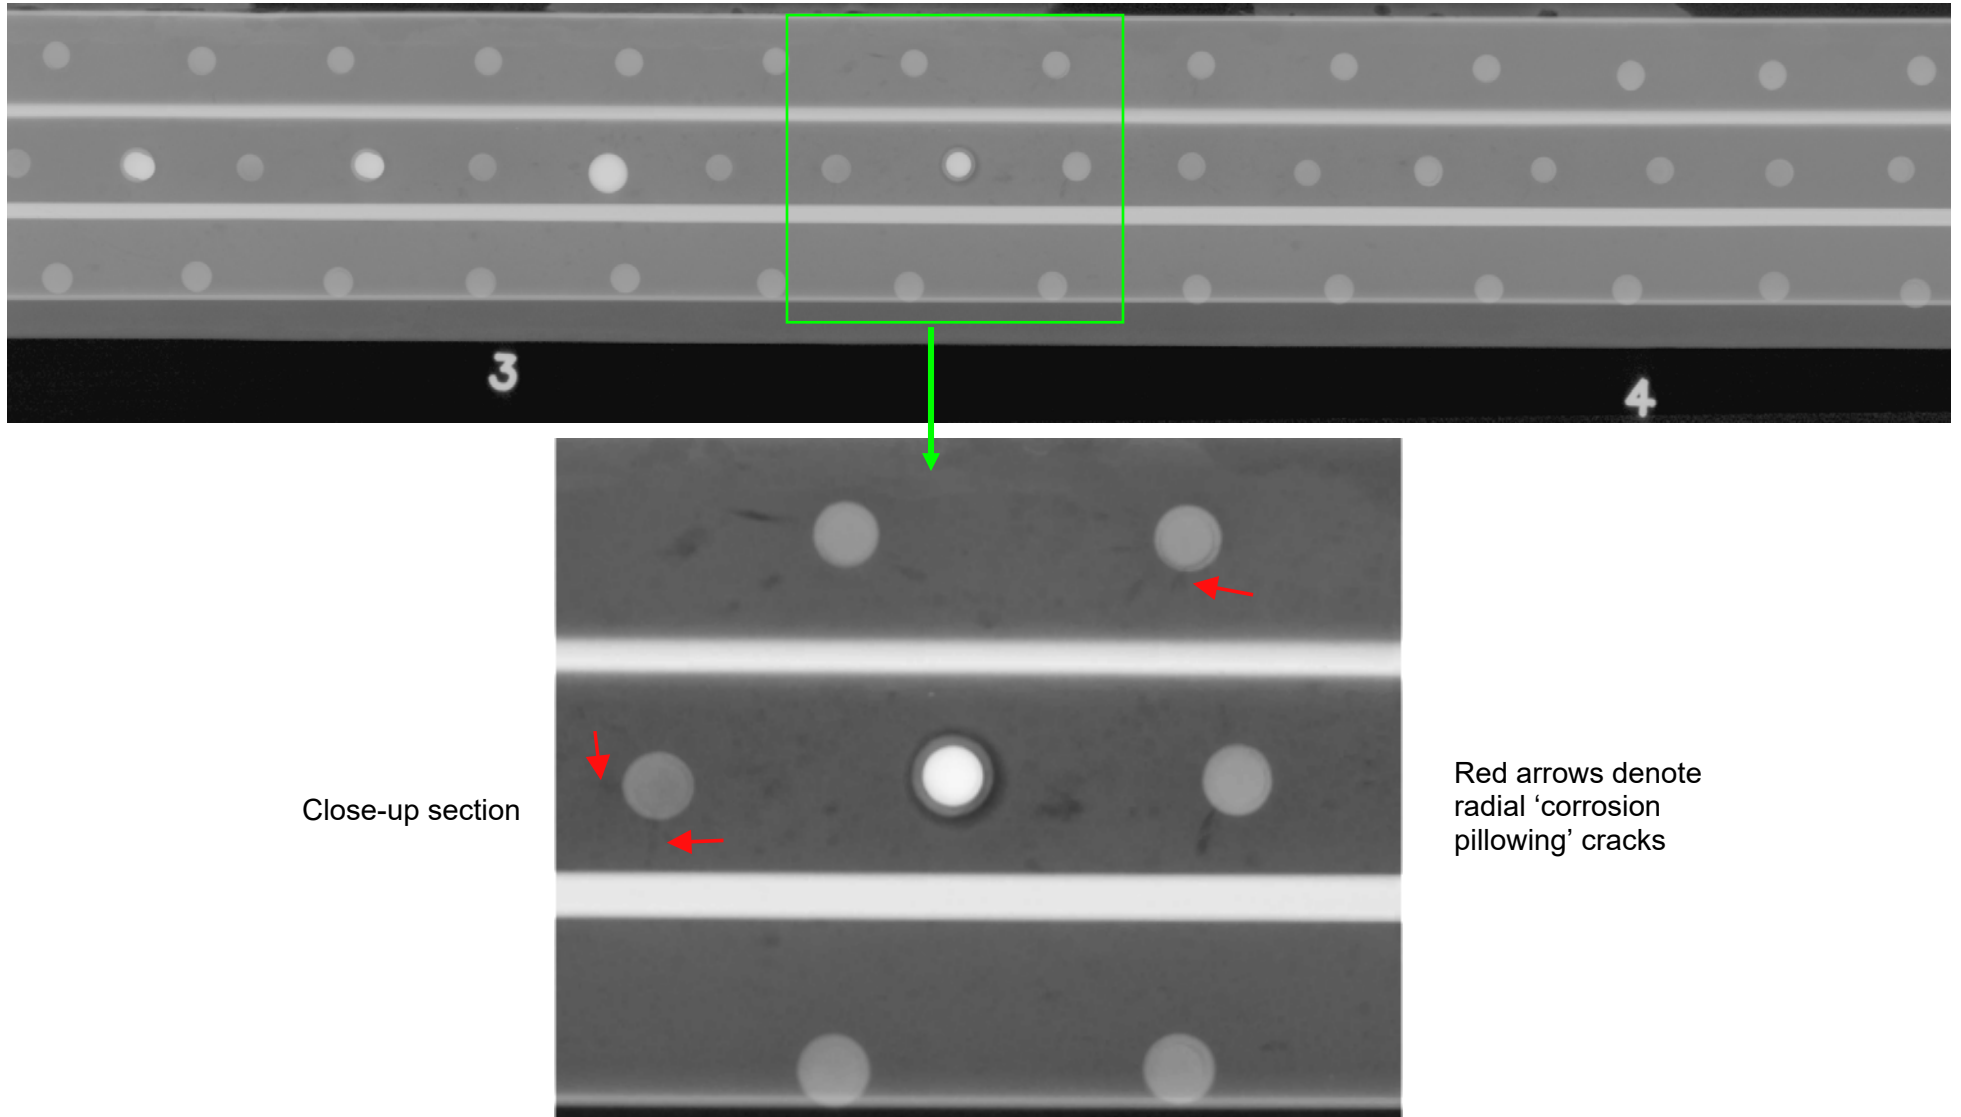 3
4
Close-up section
Red arrows denote
radial ‘corrosion
pillowing’ cracks